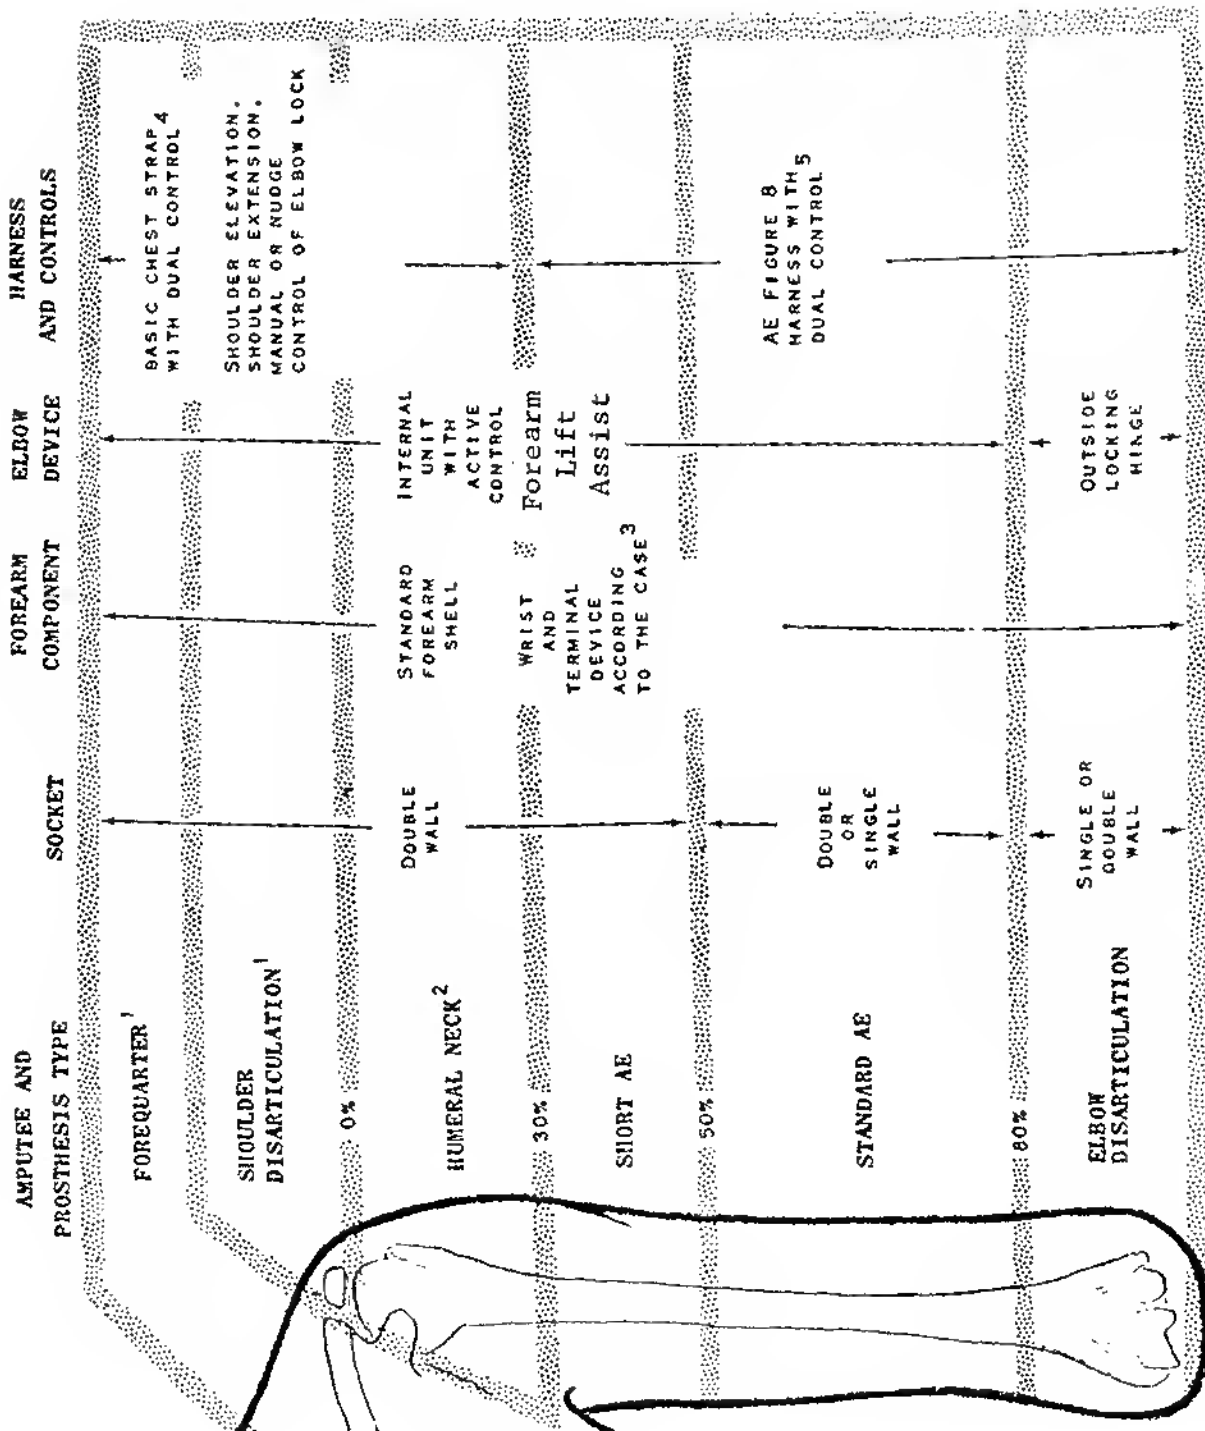 AMPUTEE AND
PROSTHESIS TYPE
SOCKET
FOREARM
COMPONENT
ELBOW
DEVICE
HARNESS
AND CONTROLS
FOREQUARTER¹
SHOULDER
DISARTICULATION¹
0%
HUMERAL NECK²
30%
SHORT AE
50%
STANDARD AE
80%
ELBOW
DISARTICULATION
DOUBLE
WALL
DOUBLE
OR
SINGLE
WALL
SINGLE OR
DOUBLE
WALL
STANDARD
FOREARM
SHELL
WRIST
AND
TERMINAL
DEVICE
ACCORDING
TO THE CASE³
INTERNAL
UNIT
WITH
ACTIVE
CONTROL
Forearm
Lift
Assist
OUTSIDE
LOCKING
HINGE
BASIC CHEST STRAP
WITH DUAL CONTROL⁴
SHOULDER ELEVATION,
SHOULDER EXTENSION,
MANUAL OR NUDGE
CONTROL OF ELBOW LOCK
AE FIGURE 8
HARNESS WITH
DUAL CONTROL⁵